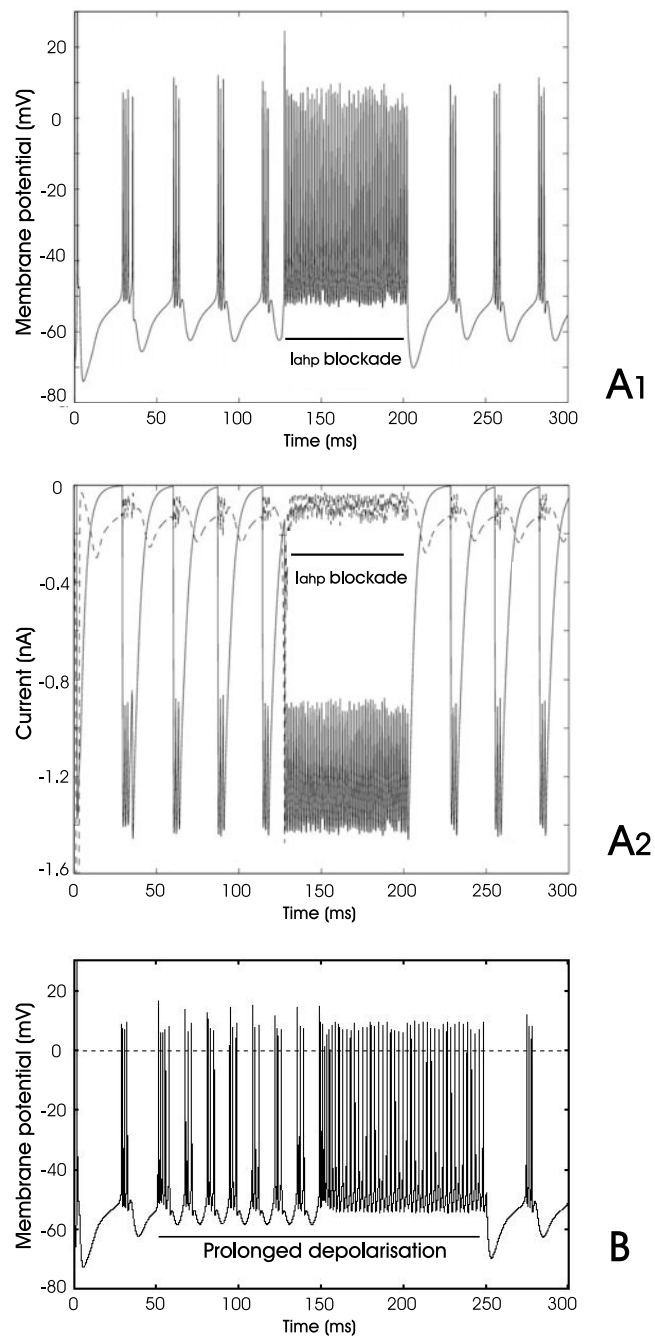 20
0
-20
-40
-60
-80
Membrane potential (mV)
Iahp blockade
0 50 100 150 200 250 300
Time (ms)
A1
0
-0.4
-0.8
-1.2
-1.6
Current (nA)
Iahp blockade
0 50 100 150 200 250 300
Time (ms)
A2
20
0
-20
-40
-60
-80
Membrane potential (mV)
Prolonged depolarisation
0 50 100 150 200 250 300
Time (ms)
B